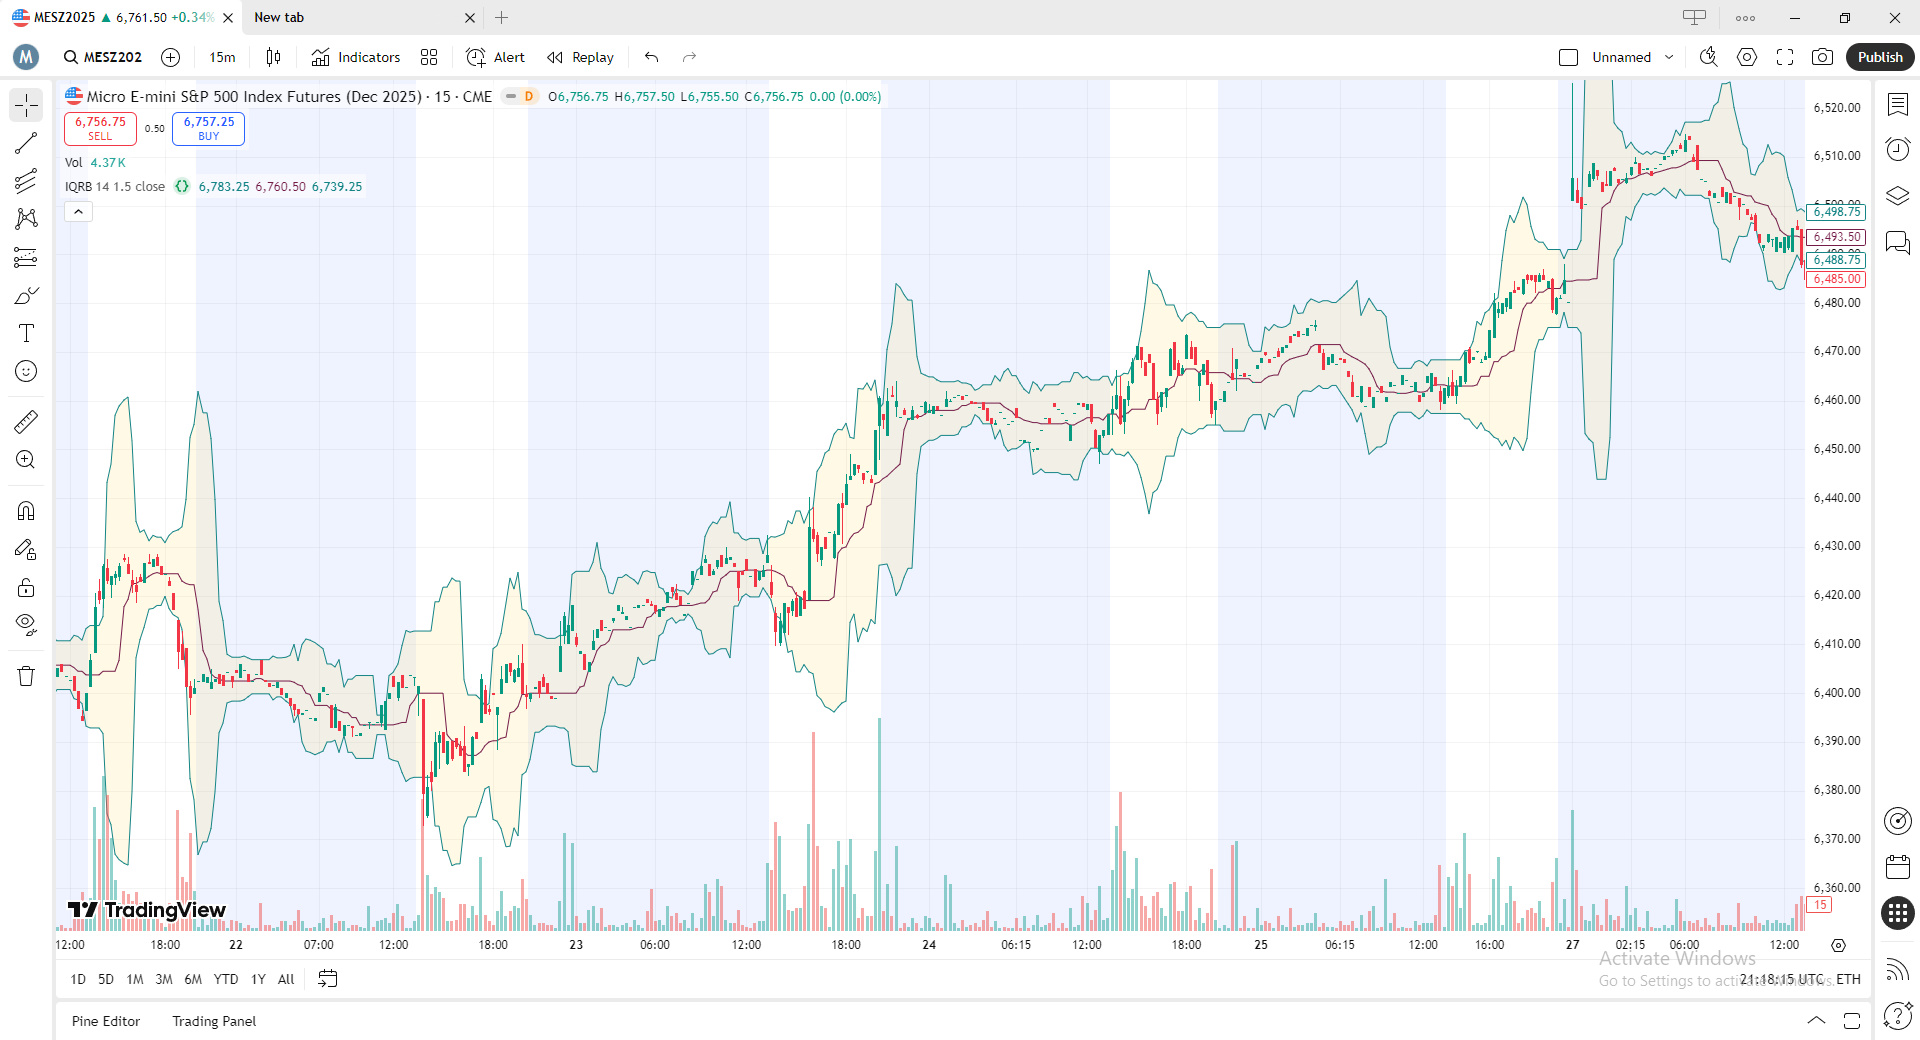 MESZ2025 ▲ 6,761.50 +0.34%
New tab
M
MESZ202
15m
Indicators
Alert
Replay
Unnamed
Publish
Micro E-mini S&P 500 Index Futures (Dec 2025) · 15 · CME
D
O6,756.75 H6,757.50 L6,755.50 C6,756.75 0.00 (0.00%)
6,756.75
SELL
0.50
6,757.25
BUY
Vol 4.37K
IQRB 14 1.5 close 6,783.25 6,760.50 6,739.25
6,520.00
6,510.00
6,498.75
6,493.50
6,488.75
6,485.00
6,480.00
6,470.00
6,460.00
6,450.00
6,440.00
6,430.00
6,420.00
6,410.00
6,400.00
6,390.00
6,380.00
6,370.00
6,360.00
15
TradingView
12:00 18:00 22 07:00 12:00 18:00 23 06:00 12:00 18:00 24 06:15 12:00 18:00 25 06:15 12:00 16:00 27 02:15 06:00 12:00
Activate Windows
Go to Settings to activate Windows.
1D 5D 1M 3M 6M YTD 1Y All
21:18:15 UTC ETH
Pine Editor
Trading Panel